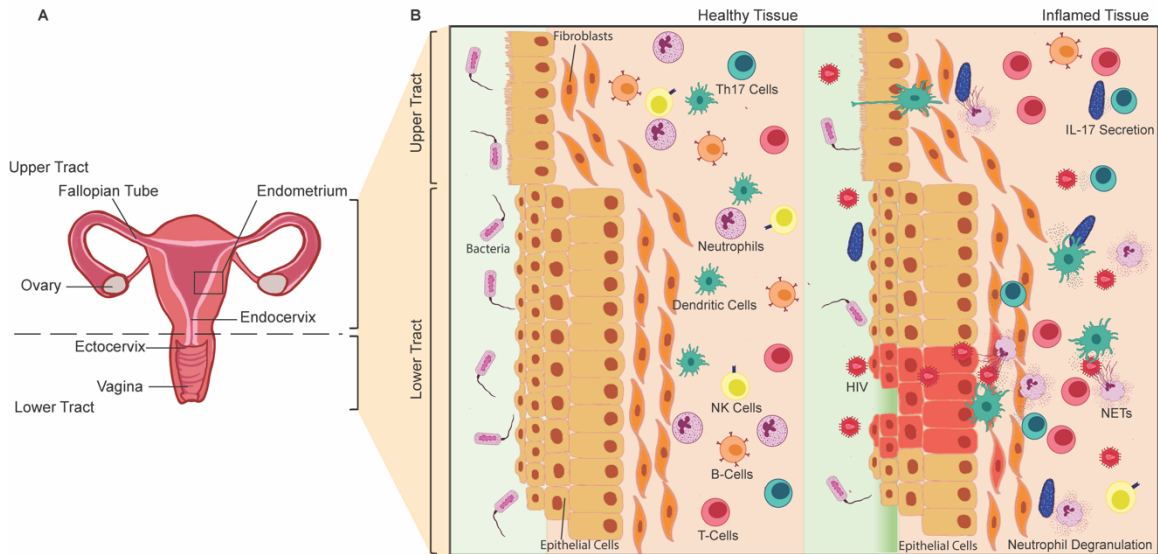 A
B
Healthy Tissue
Inflamed Tissue
Upper Tract
Fallopian Tube
Endometrium
Ovary
Endocervix
Ectocervix
Vagina
Lower Tract
Upper Tract
Lower Tract
Fibroblasts
Th17 Cells
Bacteria
Neutrophils
Dendritic Cells
NK Cells
B-Cells
T-Cells
Epithelial Cells
IL-17 Secretion
HIV
NETs
Epithelial Cells
Neutrophil Degranulation